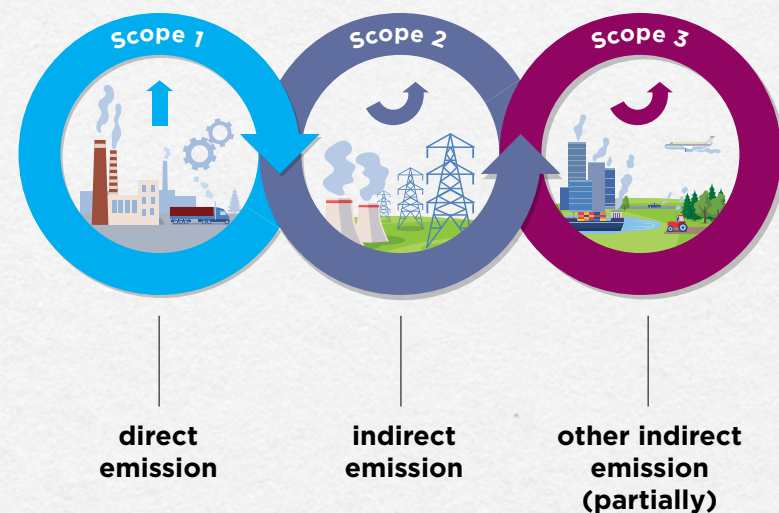 Scope 1
Scope 2
Scope 3
direct
emission
indirect
emission
other indirect
emission
(partially)